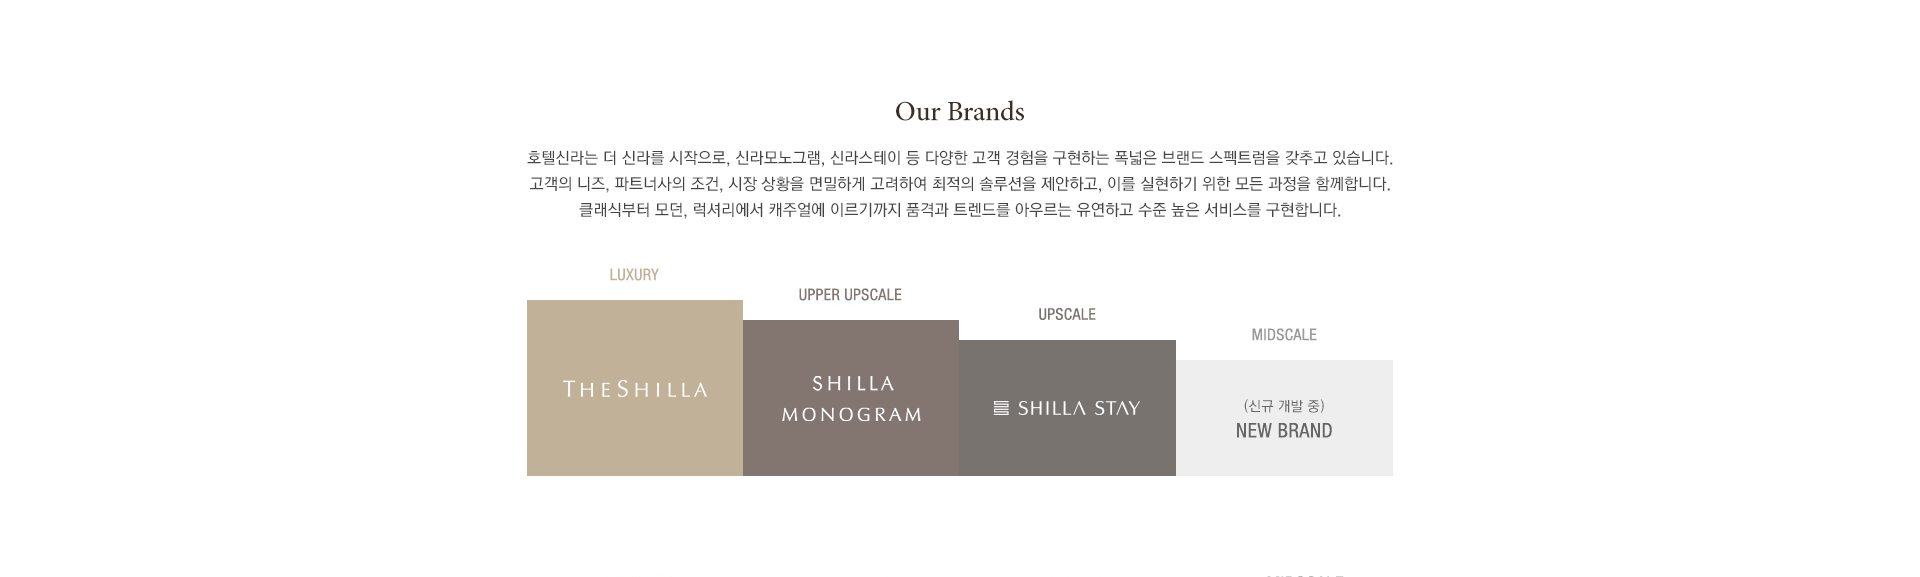 Our Brands
호텔신라는 더 신라를 시작으로, 신라모노그램, 신라스테이 등 다양한 고객 경험을 구현하는 폭넓은 브랜드 스펙트럼을 갖추고 있습니다.
고객의 니즈, 파트너사의 조건, 시장 상황을 면밀하게 고려하여 최적의 솔루션을 제안하고, 이를 실현하기 위한 모든 과정을 함께합니다.
클래식부터 모던, 럭셔리에서 캐주얼에 이르기까지 품격과 트렌드를 아우르는 유연하고 수준 높은 서비스를 구현합니다.
LUXURY
THE SHILLA
UPPER UPSCALE
SHILLA
MONOGRAM
UPSCALE
SHILLA STAY
MIDSCALE
(신규 개발 중)
NEW BRAND